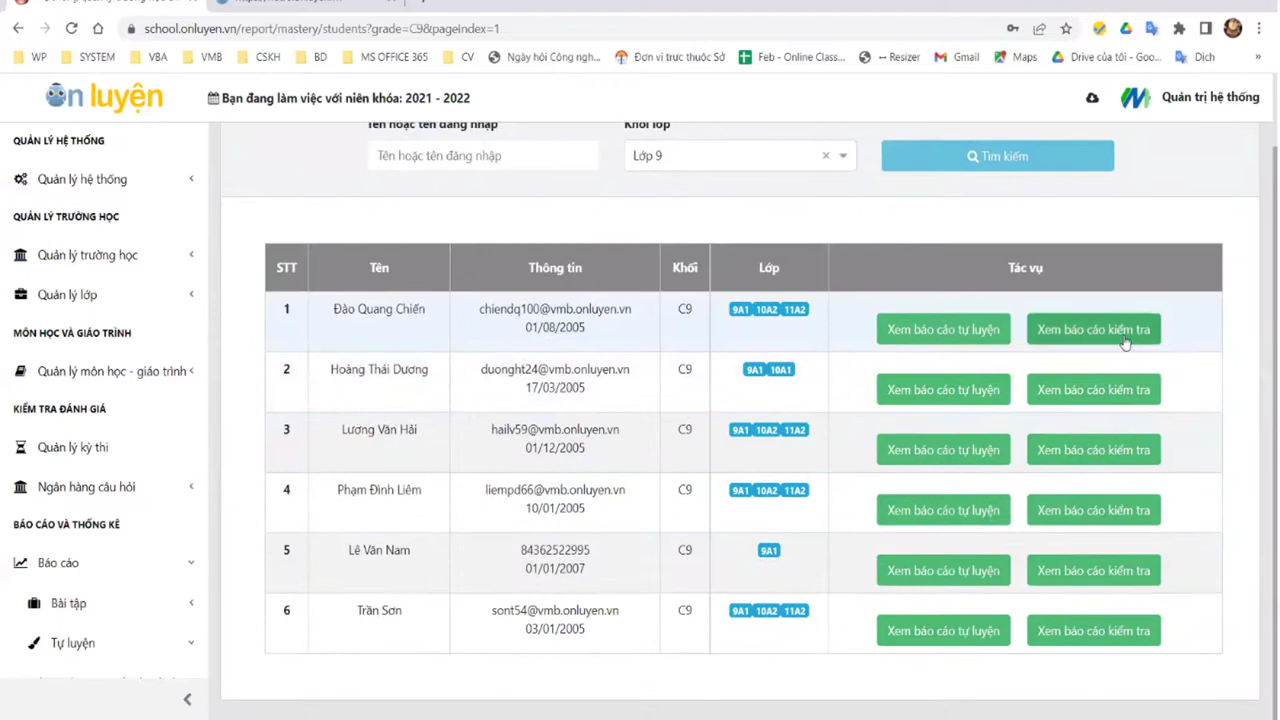 school.onluyen.vn/report/mastery/students?grade=C9&pageIndex=1
WP SYSTEM VBA VMB CSKH BD MS OFFICE 365 CV Ngày hội Công ngh... Đơn vị trực thuộc Sở Feb - Online Class... ↔ Resizer Gmail Maps Drive của tôi - Goo... Dịch »
n luyện Bạn đang làm việc với niên khóa: 2021 - 2022 Quản trị hệ thống
QUẢN LÝ HỆ THỐNG
Quản lý hệ thống
QUẢN LÝ TRƯỜNG HỌC
Quản lý trường học
Quản lý lớp
MÔN HỌC VÀ GIÁO TRÌNH
Quản lý môn học - giáo trình
KIỂM TRA ĐÁNH GIÁ
Quản lý kỳ thi
Ngân hàng câu hỏi
BÁO CÁO VÀ THỐNG KÊ
Báo cáo
Bài tập
Tự luyện
Tên hoặc tên đăng nhập Khối lớp
Tên hoặc tên đăng nhập Lớp 9 × Tìm kiếm
STT Tên Thông tin Khối Lớp Tác vụ
1 Đào Quang Chiến chiendq100@vmb.onluyen.vn C9 9A1 10A2 11A2
01/08/2005 Xem báo cáo tự luyện Xem báo cáo kiểm tra
2 Hoàng Thái Dương duonght24@vmb.onluyen.vn C9 9A1 10A1
17/03/2005 Xem báo cáo tự luyện Xem báo cáo kiểm tra
3 Lương Văn Hải hailv59@vmb.onluyen.vn C9 9A1 10A2 11A2
01/12/2005 Xem báo cáo tự luyện Xem báo cáo kiểm tra
4 Phạm Đình Liêm liempd66@vmb.onluyen.vn C9 9A1 10A2 11A2
10/01/2005 Xem báo cáo tự luyện Xem báo cáo kiểm tra
5 Lê Văn Nam 84362522995 C9 9A1
01/01/2007 Xem báo cáo tự luyện Xem báo cáo kiểm tra
6 Trần Sơn sont54@vmb.onluyen.vn C9 9A1 10A2 11A2
03/01/2005 Xem báo cáo tự luyện Xem báo cáo kiểm tra